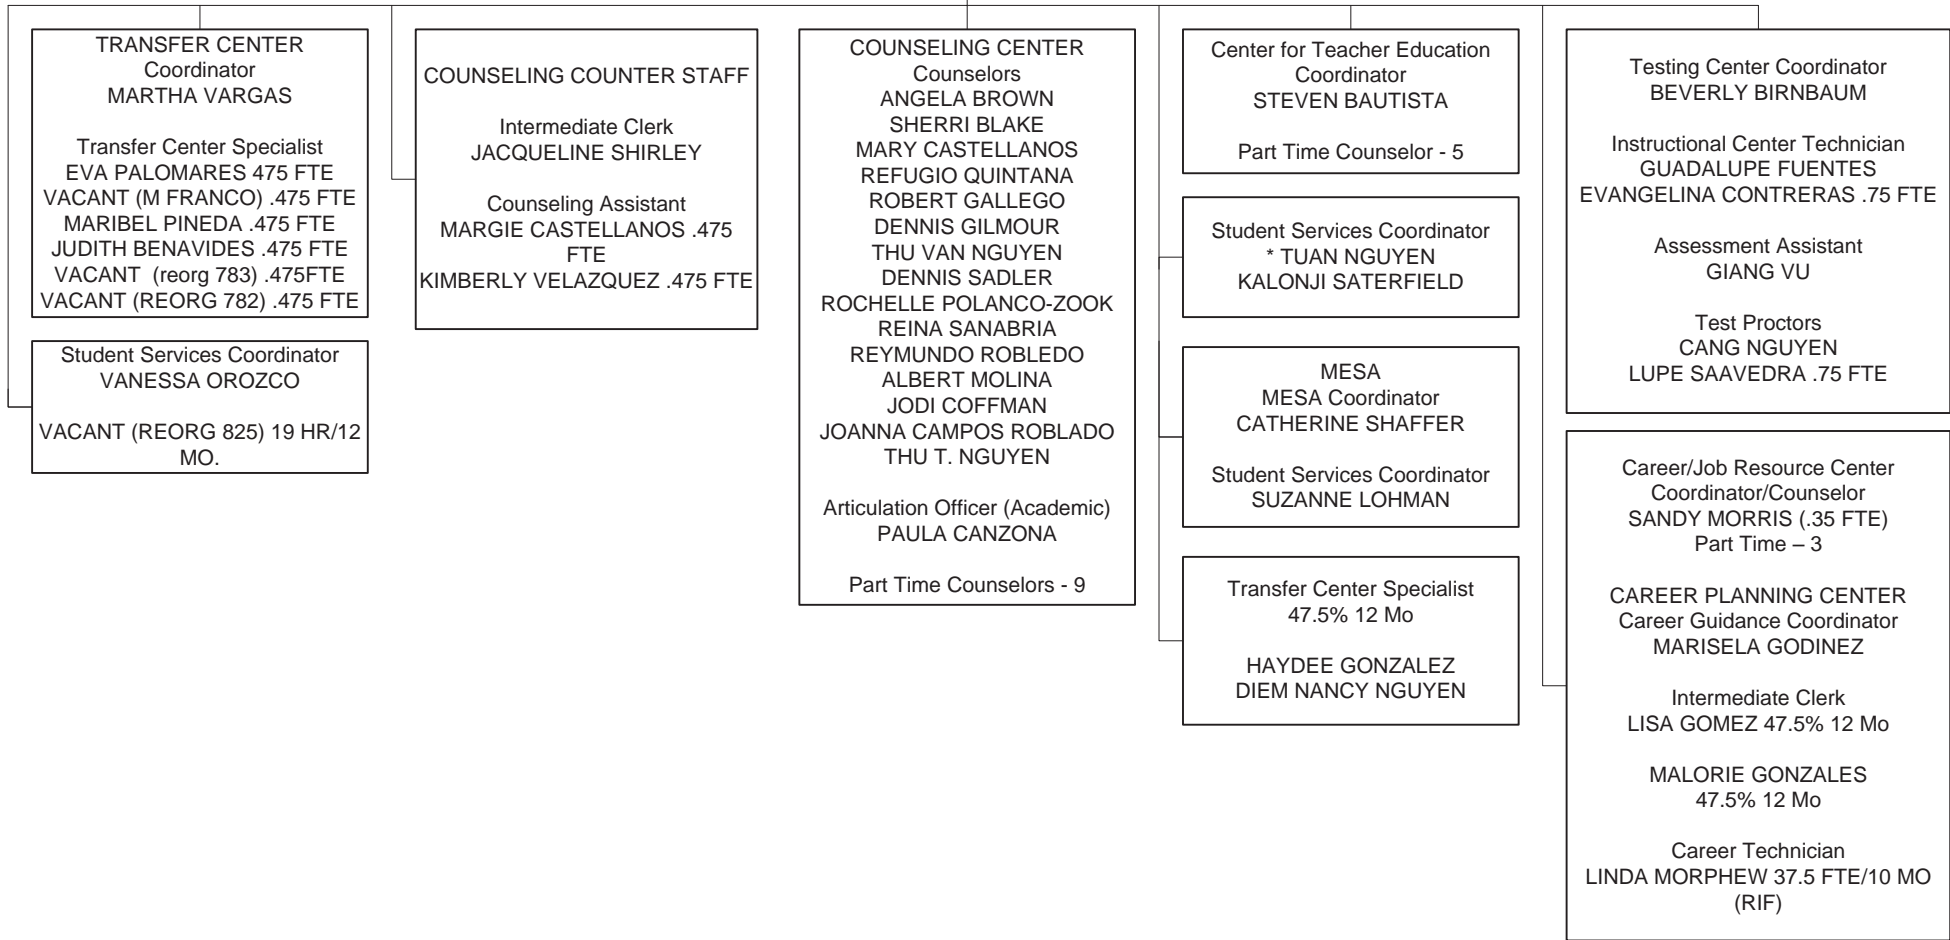 TRANSFER CENTER
Coordinator
MARTHA VARGAS
Transfer Center Specialist
EVA PALOMARES 475 FTE
VACANT (M FRANCO) .475 FTE
MARIBEL PINEDA .475 FTE
JUDITH BENAVIDES .475 FTE
VACANT (reorg 783) .475FTE
VACANT (REORG 782) .475 FTE
Student Services Coordinator
VANESSA OROZCO
VACANT (REORG 825) 19 HR/12
MO.
COUNSELING COUNTER STAFF
Intermediate Clerk
JACQUELINE SHIRLEY
Counseling Assistant
MARGIE CASTELLANOS .475
FTE
KIMBERLY VELAZQUEZ .475 FTE
COUNSELING CENTER
Counselors
ANGELA BROWN
SHERRI BLAKE
MARY CASTELLANOS
REFUGIO QUINTANA
ROBERT GALLEGO
DENNIS GILMOUR
THU VAN NGUYEN
DENNIS SADLER
ROCHELLE POLANCO-ZOOK
REINA SANABRIA
REYMUNDO ROBLEDO
ALBERT MOLINA
JODI COFFMAN
JOANNA CAMPOS ROBLADO
THU T. NGUYEN
Articulation Officer (Academic)
PAULA CANZONA
Part Time Counselors - 9
Center for Teacher Education
Coordinator
STEVEN BAUTISTA
Part Time Counselor - 5
Student Services Coordinator
* TUAN NGUYEN
KALONJI SATERFIELD
MESA
MESA Coordinator
CATHERINE SHAFFER
Student Services Coordinator
SUZANNE LOHMAN
Transfer Center Specialist
47.5% 12 Mo
HAYDEE GONZALEZ
DIEM NANCY NGUYEN
Testing Center Coordinator
BEVERLY BIRNBAUM
Instructional Center Technician
GUADALUPE FUENTES
EVANGELINA CONTRERAS .75 FTE
Assessment Assistant
GIANG VU
Test Proctors
CANG NGUYEN
LUPE SAAVEDRA .75 FTE
Career/Job Resource Center
Coordinator/Counselor
SANDY MORRIS (.35 FTE)
Part Time – 3
CAREER PLANNING CENTER
Career Guidance Coordinator
MARISELA GODINEZ
Intermediate Clerk
LISA GOMEZ 47.5% 12 Mo
MALORIE GONZALES
47.5% 12 Mo
Career Technician
LINDA MORPHEW 37.5 FTE/10 MO
(RIF)